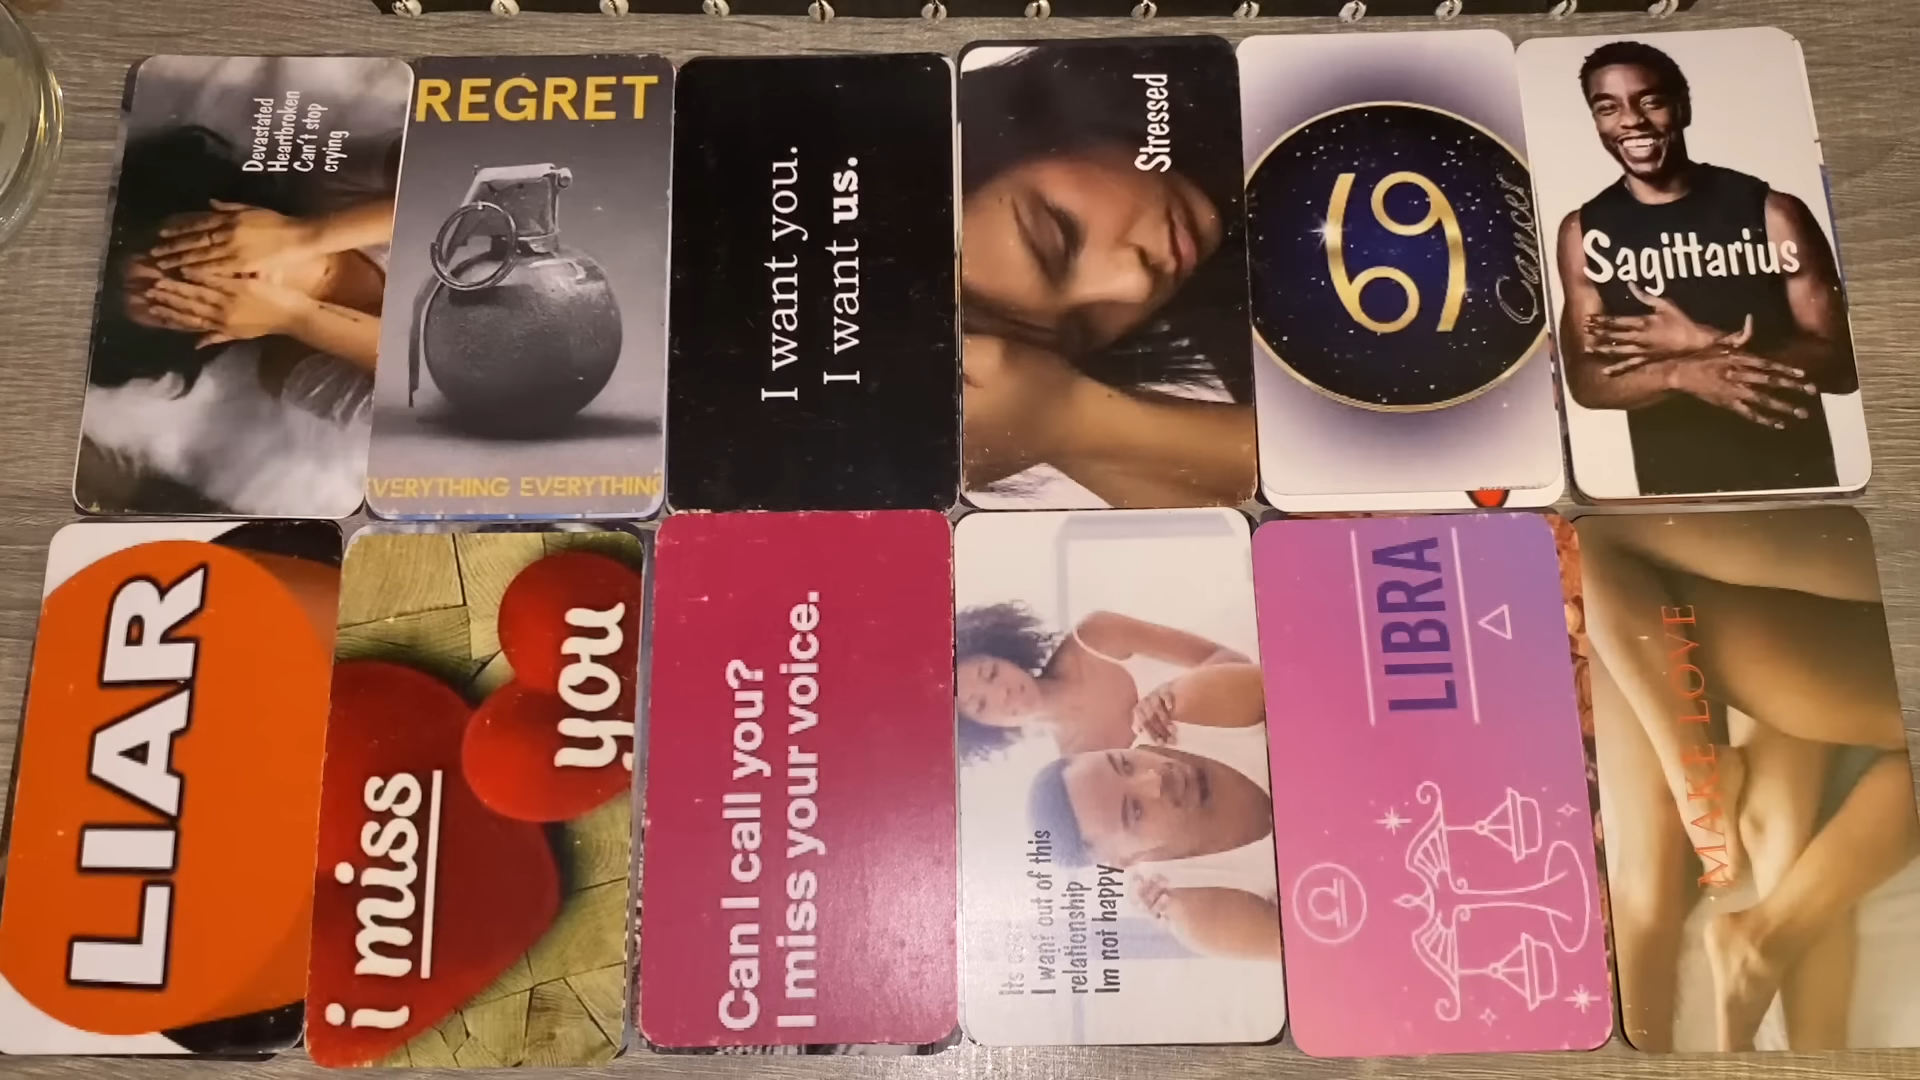 Devastated
Heartbroken
Can't stop
crying
REGRET
EVERYTHING EVERYTHING
I want you.
I want us.
Stressed
Cancer
Sagittarius
LIAR
i miss
you
Can I call you?
I miss your voice.
Its
I want out of this
relationship
Im not happy
LIBRA
MAKE LOVE